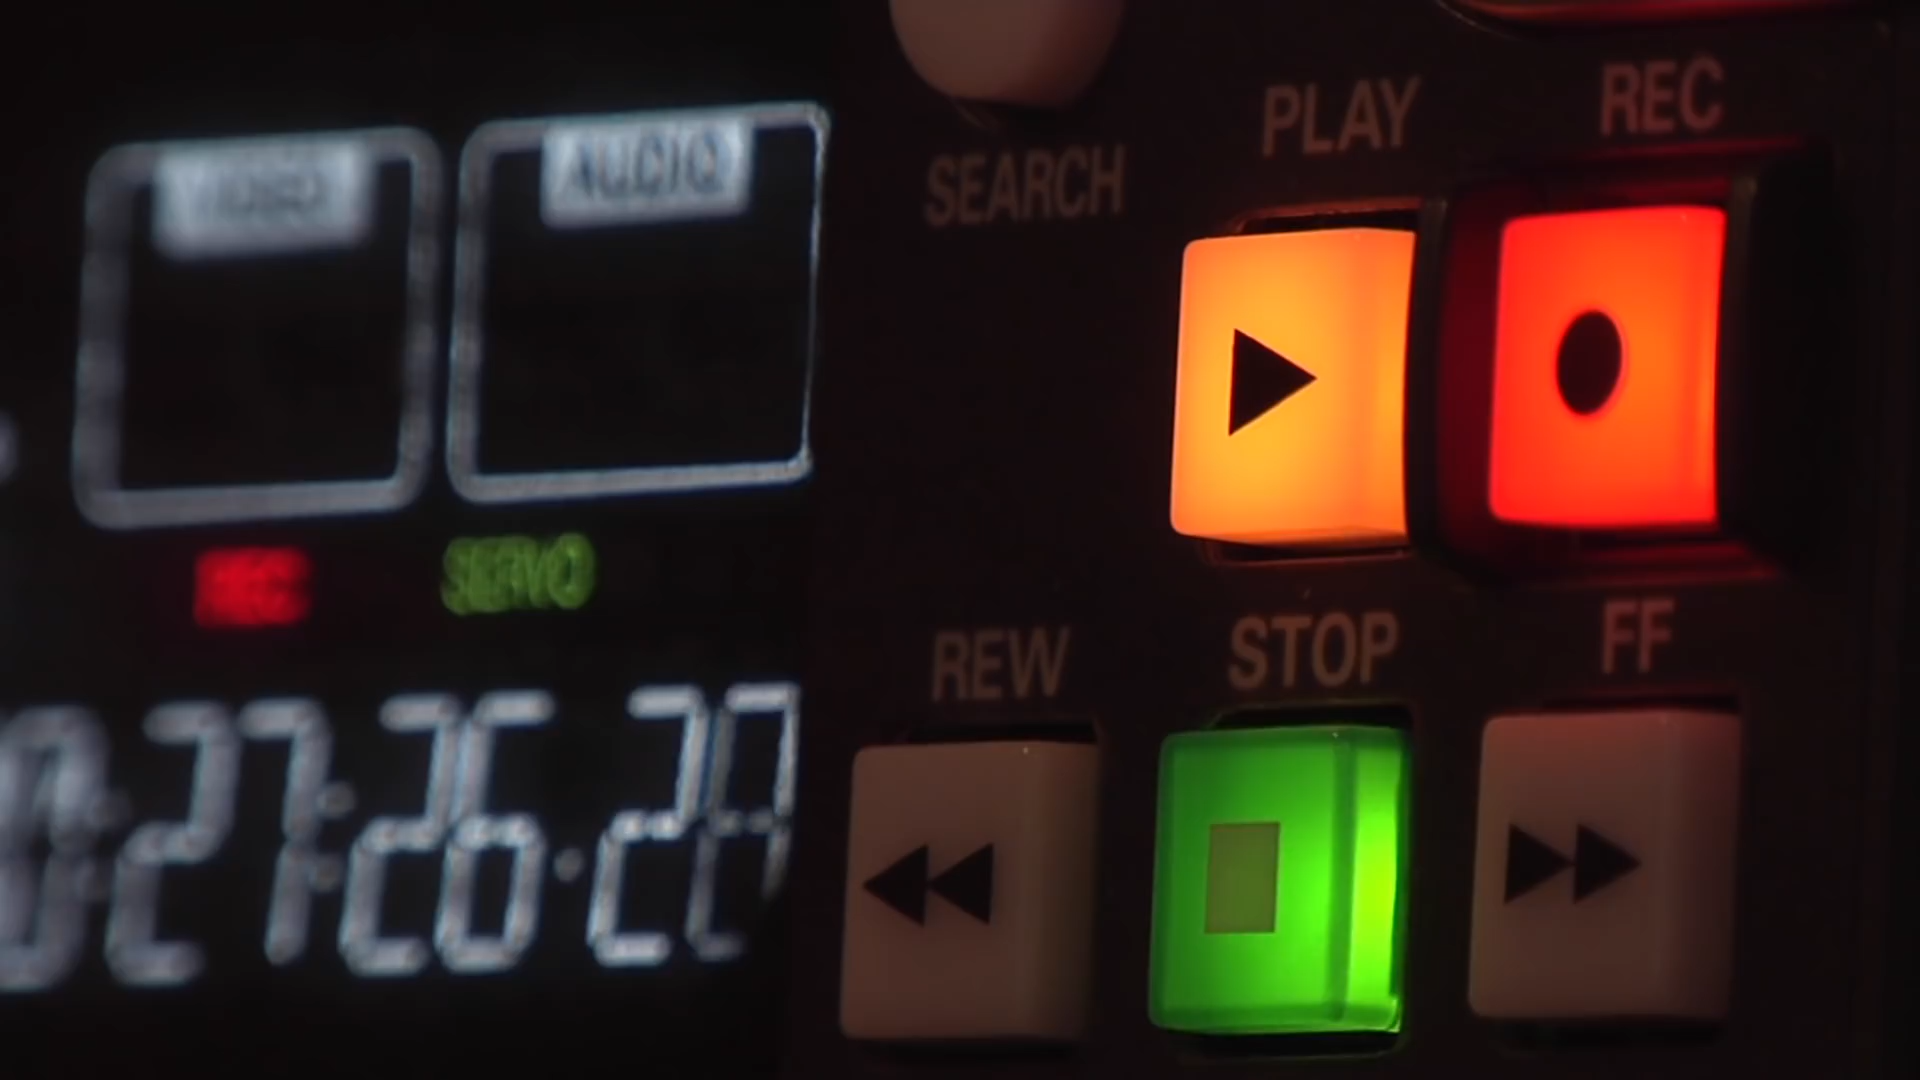 VIDEO
AUDIO
REC
SERVO
SEARCH
PLAY
REC
REW
STOP
FF